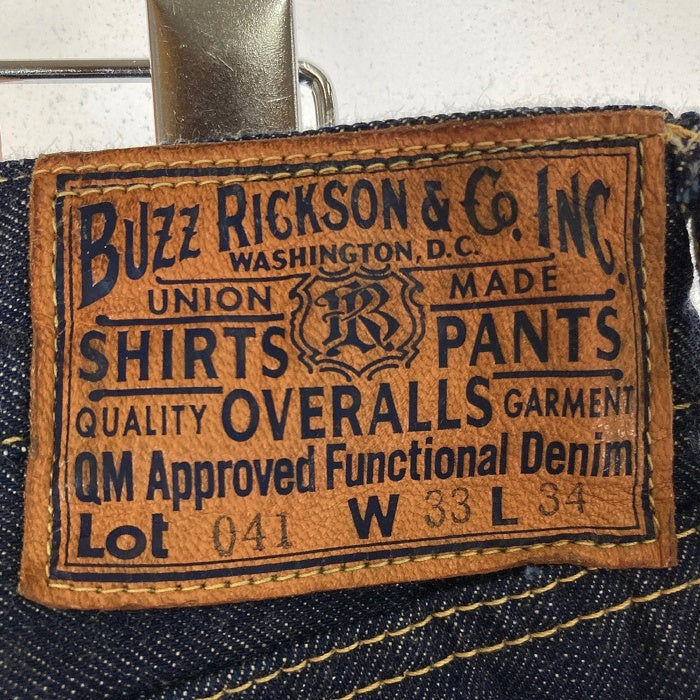 BUZZ RICKSON & Co. INC.
WASHINGTON, D.C.
UNION MADE
SHIRTS PANTS
BR
QUALITY OVERALLS GARMENT
QM Approved Functional Denim
Lot 041 W 33 L 34